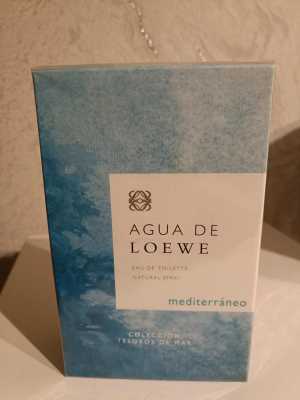 AGUA DE
LOEWE
EAU DE TOILETTE
NATURAL SPRAY
mediterráneo
COLECCIÓN
TESOROS DE MAR